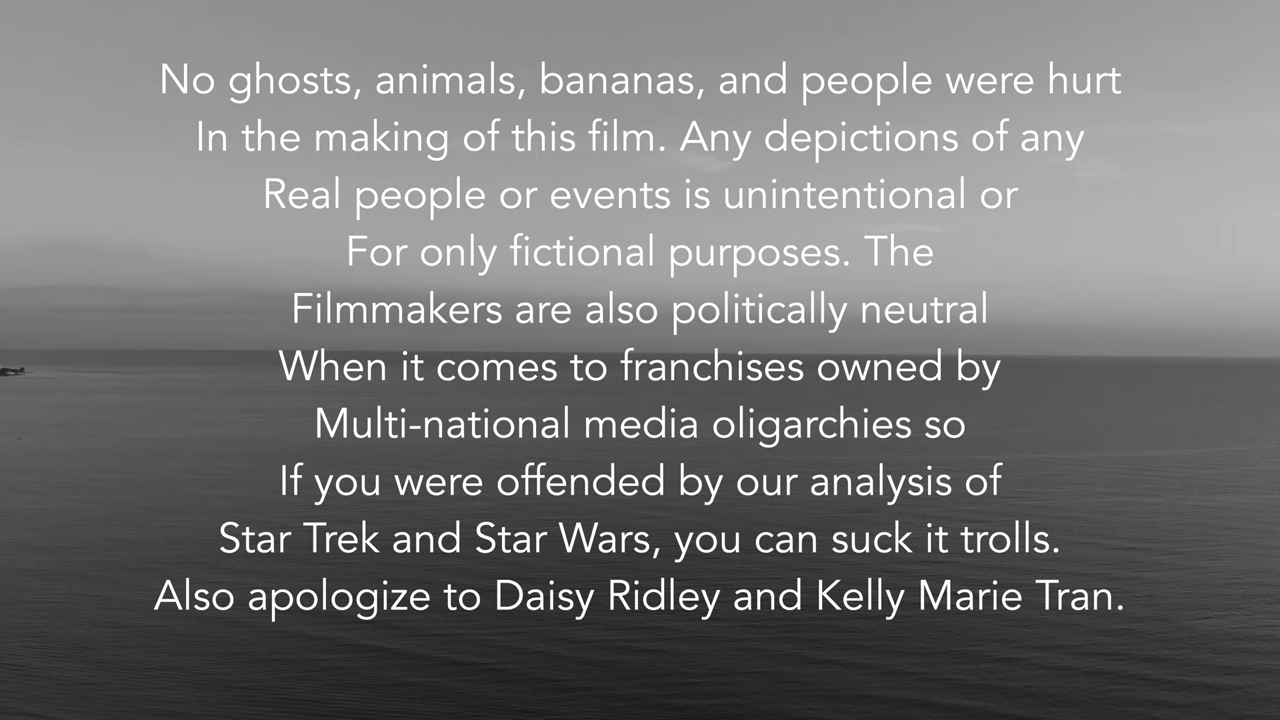 No ghosts, animals, bananas, and people were hurt
In the making of this film. Any depictions of any
Real people or events is unintentional or
For only fictional purposes. The
Filmmakers are also politically neutral
When it comes to franchises owned by
Multi-national media oligarchies so
If you were offended by our analysis of
Star Trek and Star Wars, you can suck it trolls.
Also apologize to Daisy Ridley and Kelly Marie Tran.